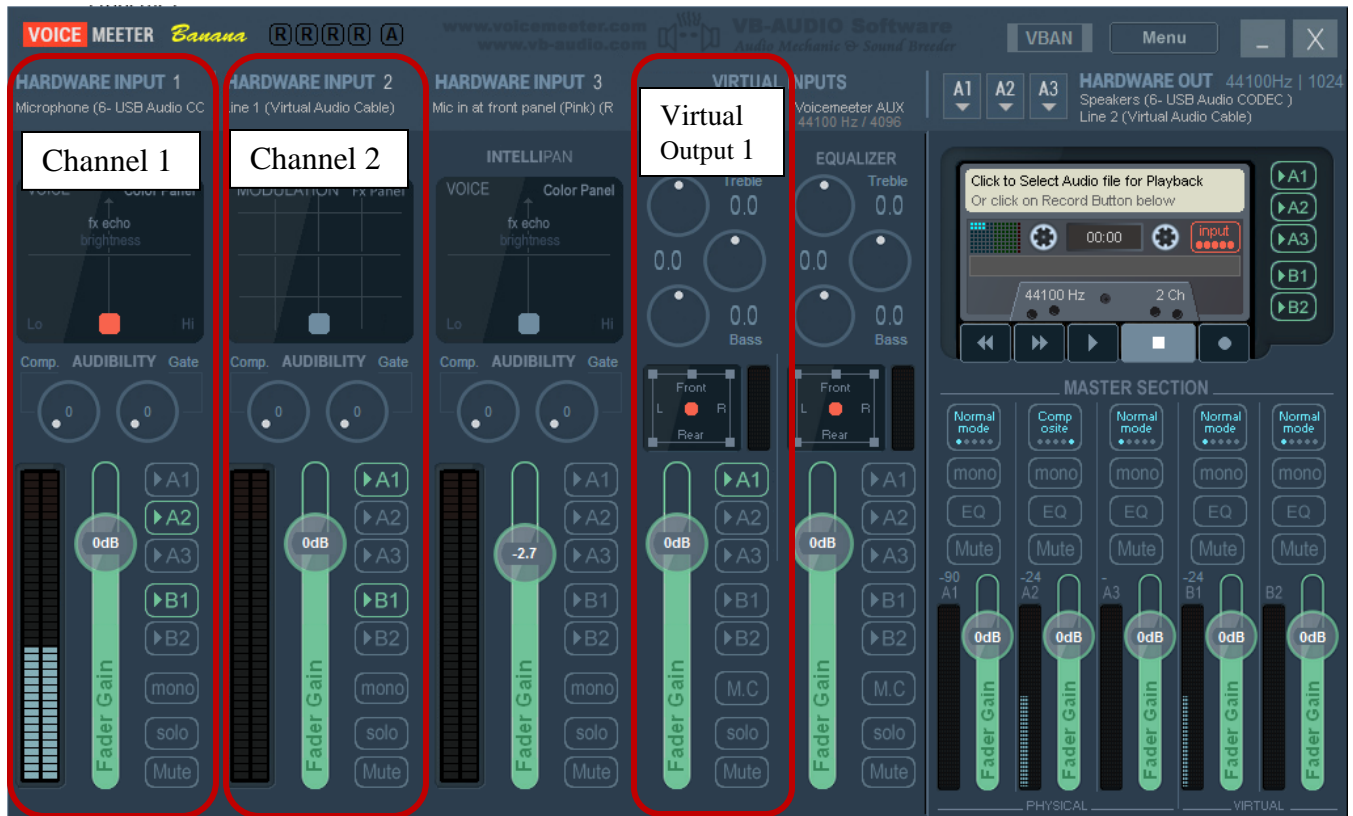 VOICE MEETER Banana R R R R A
www.voicemeeter.com
www.vb-audio.com
VB-AUDIO Software
Audio Mechanic & Sound Breeder
VBAN
Menu
_ X
HARDWARE INPUT 1
Microphone (6- USB Audio CC
Channel 1
VOICE Color Panel
fx echo
brightness
Lo Hi
Comp. AUDIBILITY Gate
0 0
0dB
A1
A2
A3
B1
B2
mono
solo
Mute
Fader Gain
HARDWARE INPUT 2
Line 1 (Virtual Audio Cable)
Channel 2
MODULATION Fx Panel
Comp. AUDIBILITY Gate
0 0
0dB
A1
A2
A3
B1
B2
mono
solo
Mute
Fader Gain
HARDWARE INPUT 3
Mic in at front panel (Pink) (R
INTELLIPAN
VOICE Color Panel
fx echo
brightness
Lo Hi
Comp. AUDIBILITY Gate
0 0
-2.7
A1
A2
A3
B1
B2
mono
solo
Mute
Fader Gain
VIRTUAL INPUTS
Virtual
Output 1
Treble
0.0
0.0
0.0
Bass
Front
L R
Rear
0dB
A1
A2
A3
B1
B2
M.C
solo
Mute
Fader Gain
Voicemeeter AUX
44100 Hz / 4096
EQUALIZER
Treble
0.0
0.0
0.0
Bass
Front
L R
Rear
0dB
A1
A2
A3
B1
B2
M.C
solo
Mute
Fader Gain
A1 A2 A3
HARDWARE OUT 44100Hz | 1024
Speakers (6- USB Audio CODEC )
Line 2 (Virtual Audio Cable)
Click to Select Audio file for Playback
Or click on Record Button below
00:00
input
44100 Hz 2 Ch
A1
A2
A3
B1
B2
MASTER SECTION
Normal mode
Comp osite
Normal mode
Normal mode
Normal mode
mono mono mono mono mono
EQ EQ EQ EQ EQ
Mute Mute Mute Mute Mute
-90 -24 - -24
A1 A2 A3 B1 B2
0dB 0dB 0dB 0dB 0dB
Fader Gain Fader Gain Fader Gain Fader Gain Fader Gain
PHYSICAL VIRTUAL